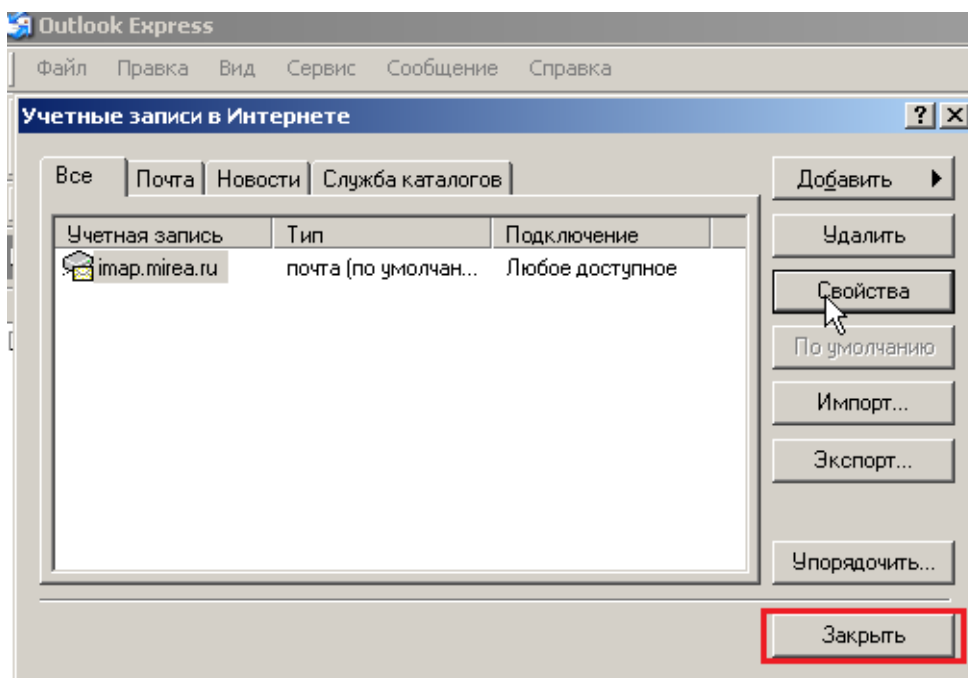 Outlook Express
Файл Правка Вид Сервис Сообщение Справка
Учетные записи в Интернете
Все Почта Новости Служба каталогов
Добавить
Учетная запись Тип Подключение
Удалить
imap.mirea.ru почта (по умолчан... Любое доступное
Свойства
По умолчанию
Импорт...
Экспорт...
Упорядочить...
Закрыть